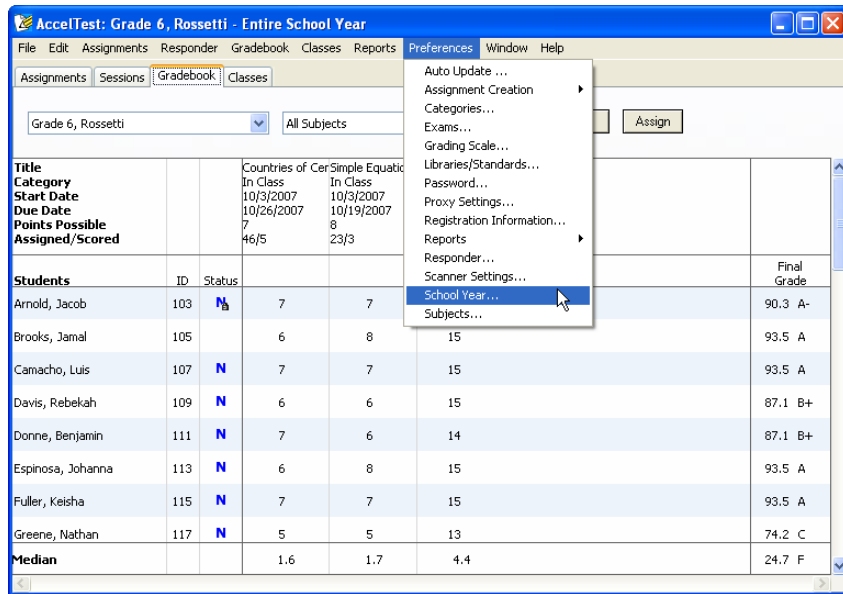 AccelTest: Grade 6, Rossetti - Entire School Year
File Edit Assignments Responder Gradebook Classes Reports Preferences Window Help
Assignments Sessions Gradebook Classes
Grade 6, Rossetti All Subjects Assign
Auto Update ...
Assignment Creation
Categories...
Exams...
Grading Scale...
Libraries/Standards...
Password...
Proxy Settings...
Registration Information...
Reports
Responder...
Scanner Settings...
School Year...
Subjects...
Title Countries of Cer Simple Equatio
Category In Class In Class
Start Date 10/3/2007 10/3/2007
Due Date 10/26/2007 10/19/2007
Points Possible 7 8
Assigned/Scored 46/5 23/3
Students ID Status Final Grade
Arnold, Jacob 103 N 7 7 90.3 A-
Brooks, Jamal 105 6 8 15 93.5 A
Camacho, Luis 107 N 7 7 15 93.5 A
Davis, Rebekah 109 N 6 6 15 87.1 B+
Donne, Benjamin 111 N 7 6 14 87.1 B+
Espinosa, Johanna 113 N 6 8 15 93.5 A
Fuller, Keisha 115 N 7 7 15 93.5 A
Greene, Nathan 117 N 5 5 13 74.2 C
Median 1.6 1.7 4.4 24.7 F